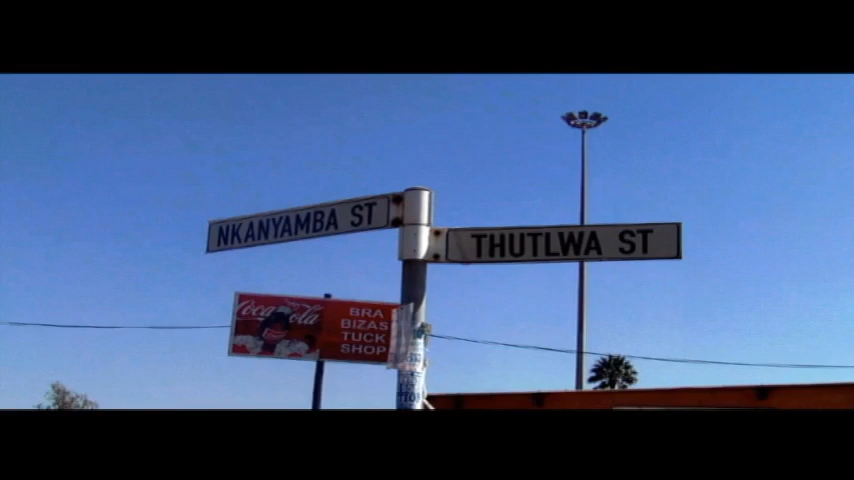 NKANYAMBA ST
THUTLWA ST
Coca-Cola
BRA
BIZAS
TUCK
SHOP